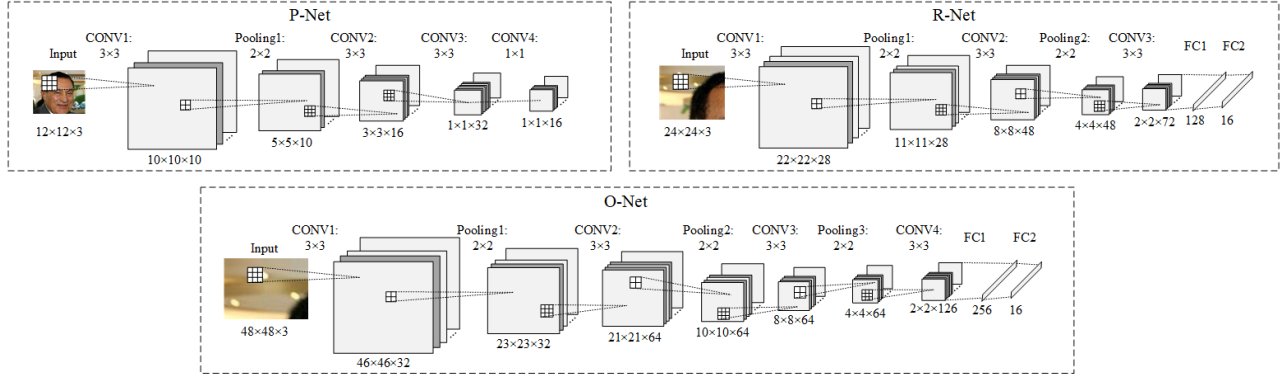 P-Net
CONV1: Pooling1: CONV2: CONV3: CONV4:
Input 3×3 2×2 3×3 3×3 1×1
12×12×3 10×10×10 5×5×10 3×3×16 1×1×32 1×1×16
R-Net
CONV1: Pooling1: CONV2: Pooling2: CONV3: FC1 FC2
Input 3×3 2×2 3×3 2×2 3×3
24×24×3 22×22×28 11×11×28 8×8×48 4×4×48 2×2×72 128 16
O-Net
CONV1: Pooling1: CONV2: Pooling2: CONV3: Pooling3: CONV4: FC1 FC2
Input 3×3 2×2 3×3 2×2 3×3 2×2 3×3
48×48×3 46×46×32 23×23×32 21×21×64 10×10×64 8×8×64 4×4×64 2×2×126 256 16